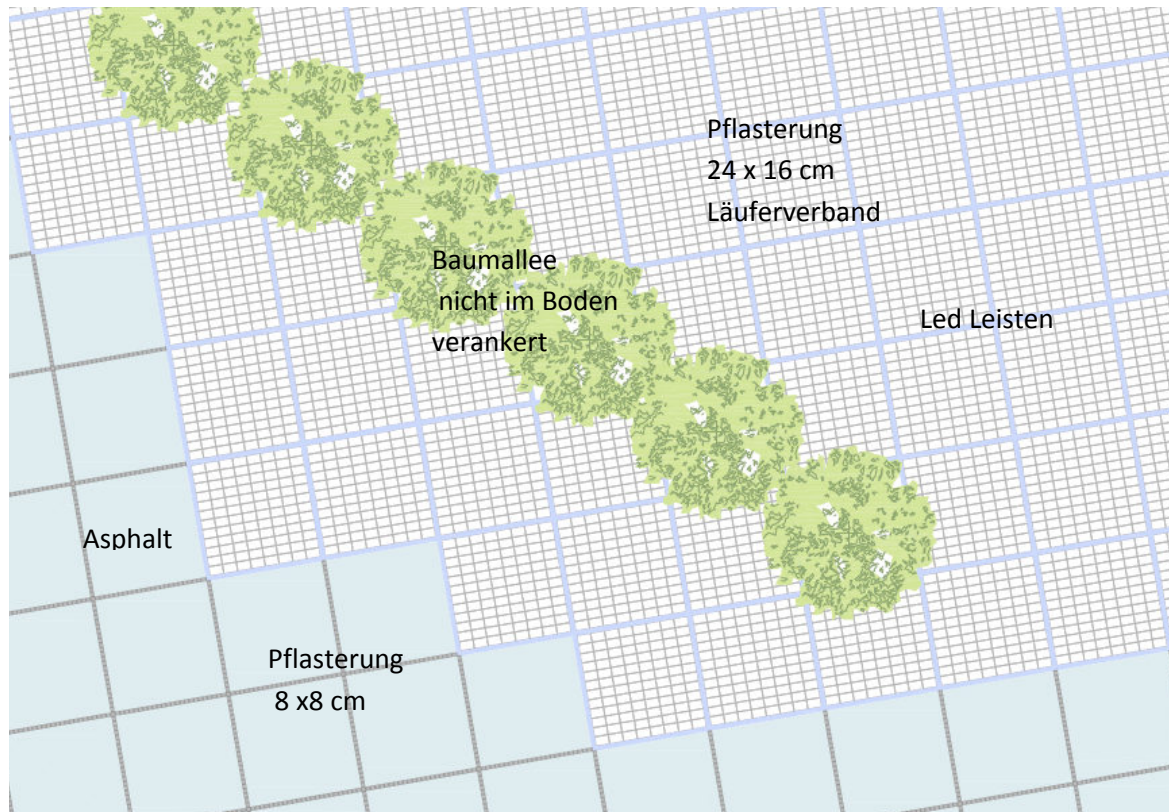 Pflasterung
24 x 16 cm
Läuferverband
Baumallee
nicht im Boden
verankert
Led Leisten
Asphalt
Pflasterung
8 x8 cm